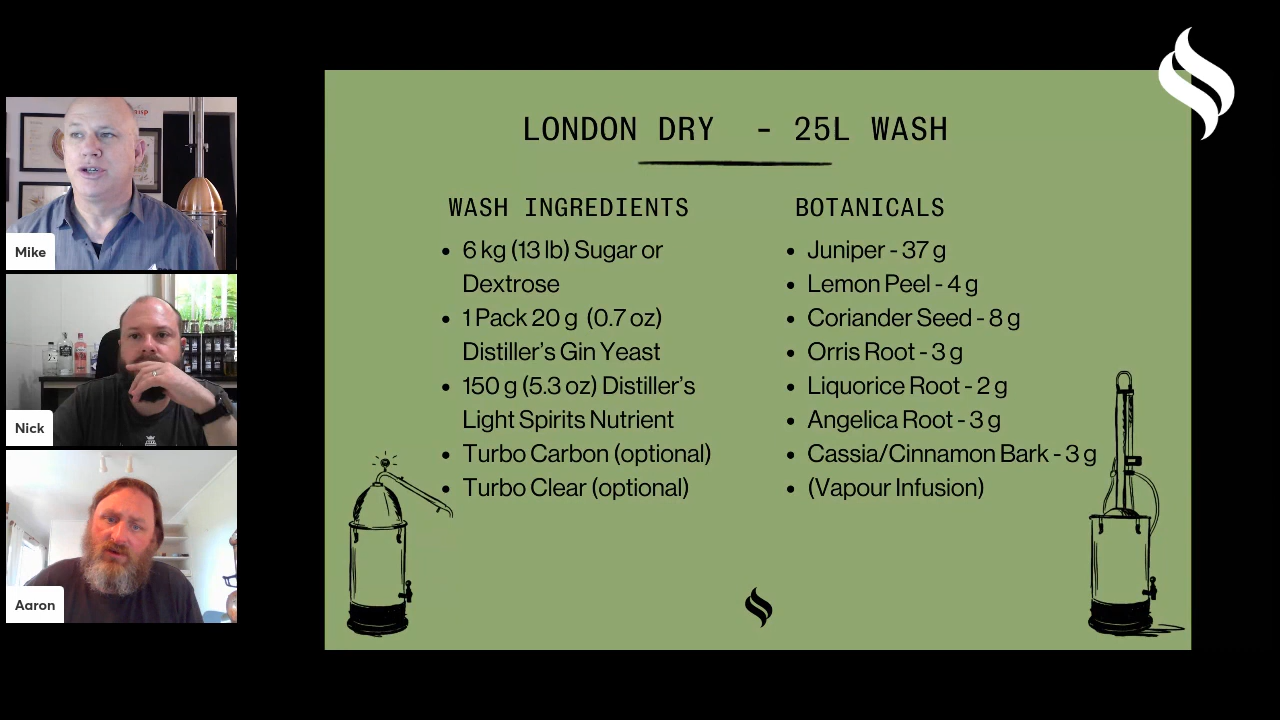 LONDON DRY - 25L WASH
WASH INGREDIENTS
6 kg (13 lb) Sugar or
Dextrose
1 Pack 20 g (0.7 oz)
Distiller's Gin Yeast
150 g (5.3 oz) Distiller's
Light Spirits Nutrient
Turbo Carbon (optional)
Turbo Clear (optional)
BOTANICALS
Juniper - 37 g
Lemon Peel - 4 g
Coriander Seed - 8 g
Orris Root - 3 g
Liquorice Root - 2 g
Angelica Root - 3 g
Cassia/Cinnamon Bark - 3 g
(Vapour Infusion)
Mike
Nick
Aaron